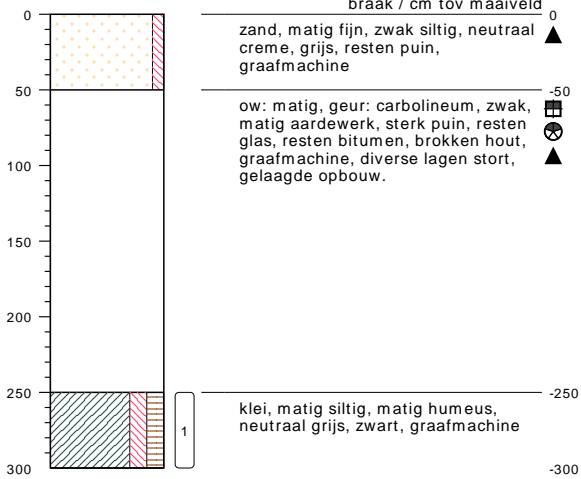 braak / cm tov maaiveld
0
0
zand, matig fijn, zwak siltig, neutraal
creme, grijs, resten puin,
graafmachine
50
-50
ow: matig, geur: carbolineum, zwak,
matig aardewerk, sterk puin, resten
glas, resten bitumen, brokken hout,
graafmachine, diverse lagen stort,
gelaagde opbouw.
100
150
200
250
-250
1
klei, matig siltig, matig humeus,
neutraal grijs, zwart, graafmachine
300
-300